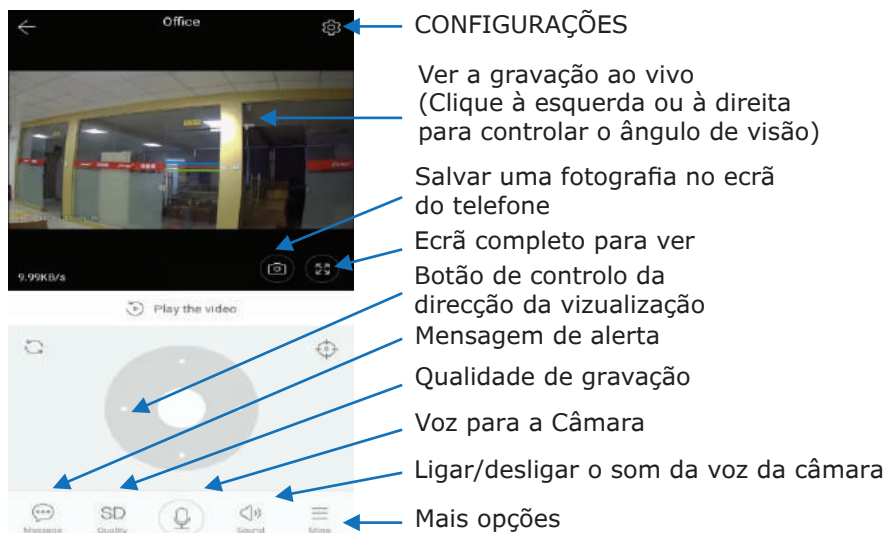 Office
CONFIGURAÇÕES
Ver a gravação ao vivo
(Clique à esquerda ou à direita
para controlar o ângulo de visão)
Salvar uma fotografia no ecrã
do telefone
Ecrã completo para ver
9.99KB/s
Botão de controlo da
direcção da vizualização
Play the video
Mensagem de alerta
Qualidade de gravação
Voz para a Câmara
Ligar/desligar o som da voz da câmara
SD
Mais opções
Message
Quality
Sound